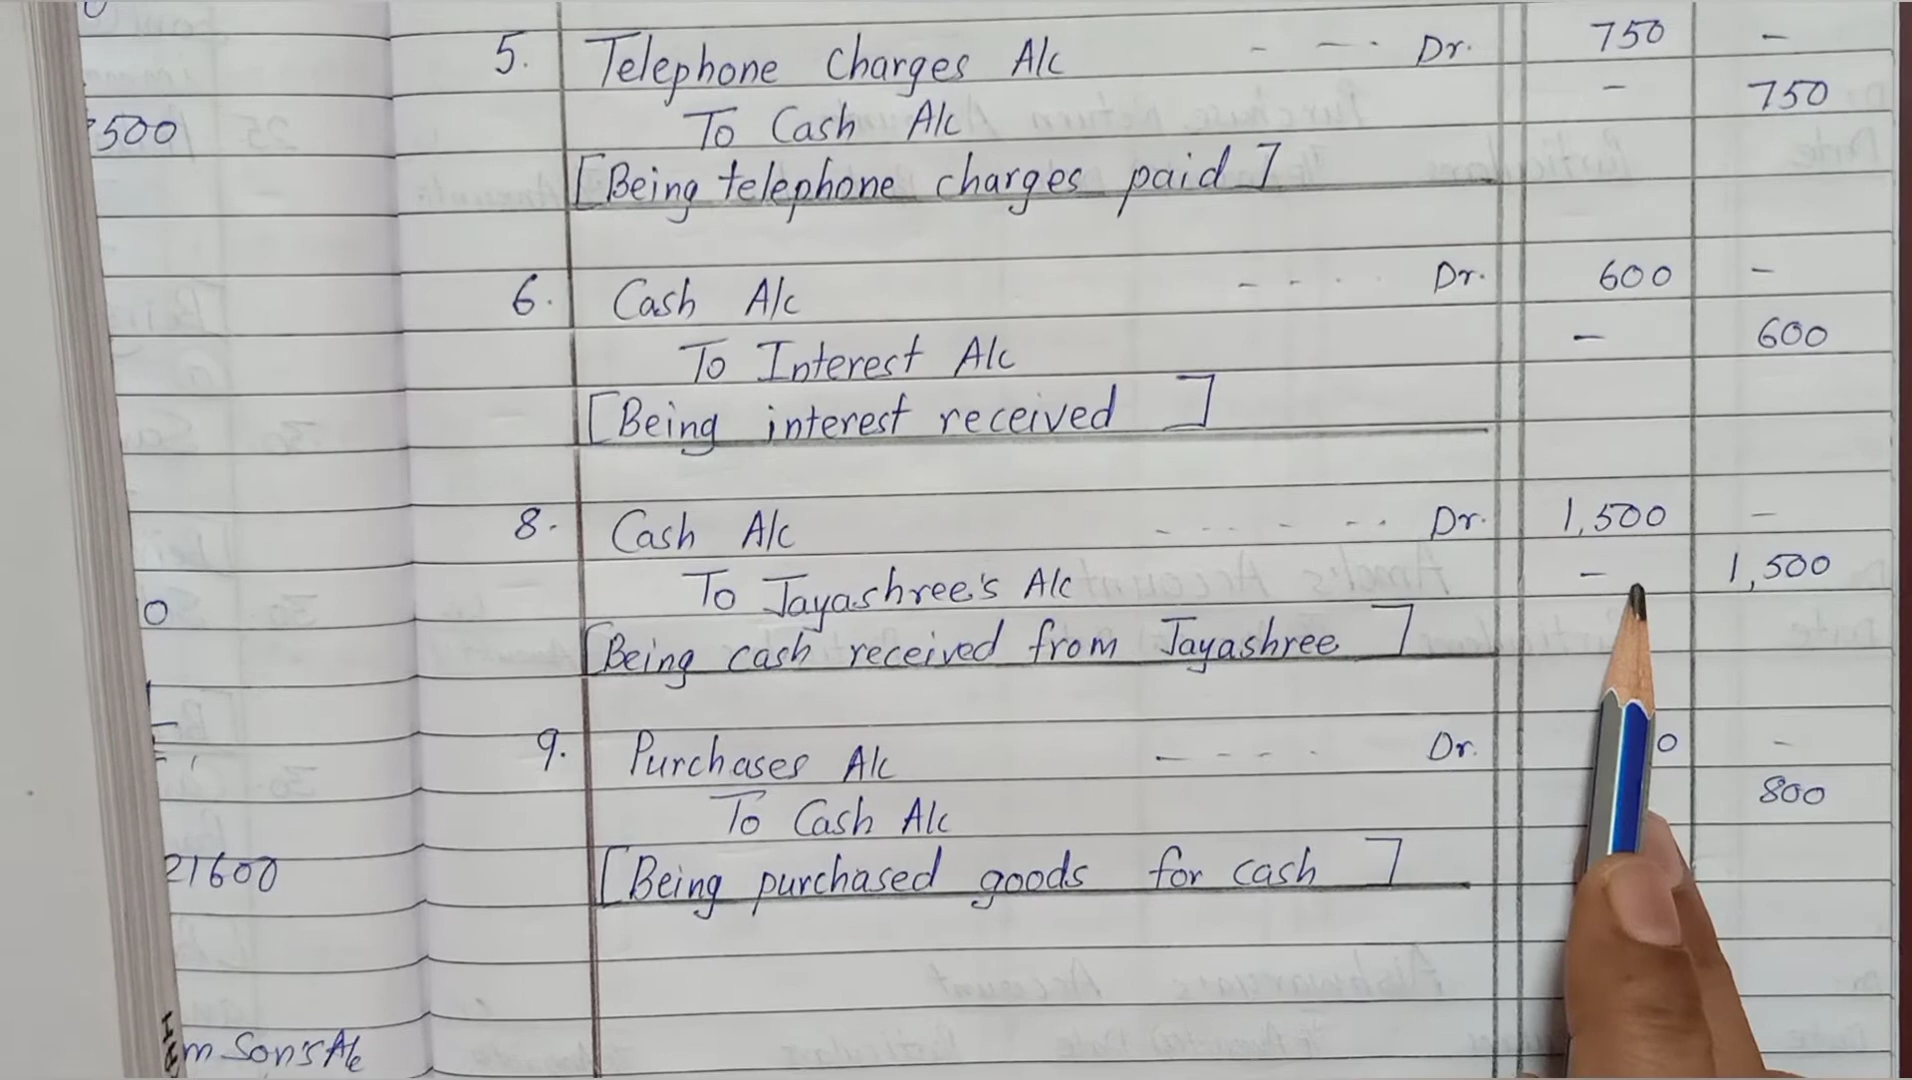 5. Telephone Charges A/c - - - - Dr. 750 -
To Cash A/c - 750
[Being telephone charges paid]
500
6. Cash A/c - - - - Dr. 600 -
To Interest A/c - 600
[Being interest received ]
8. Cash A/c - - - - - - Dr. 1,500 -
To Jayashree's A/c - 1,500
[Being cash received from Jayashree ]
0
9. Purchases A/c - - - - Dr. 0 -
To Cash A/c 800
[Being purchased goods for cash ]
21600
m Son's A/c